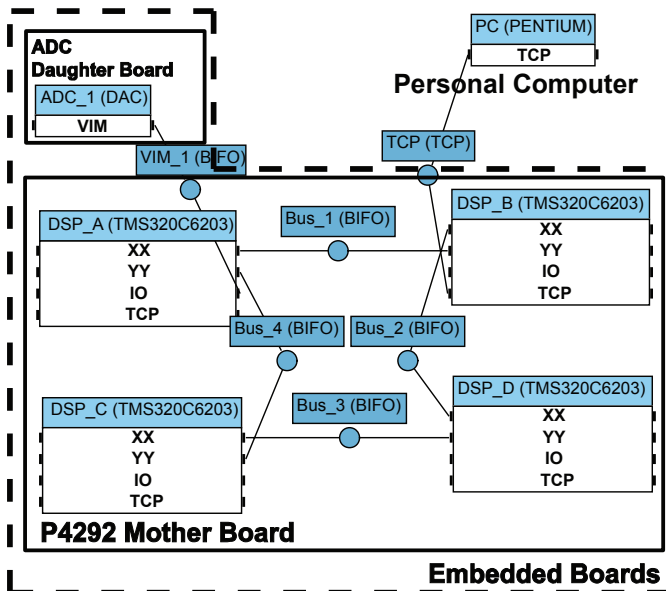 ADC
Daughter Board
ADC_1 (DAC)
VIM
PC (PENTIUM)
TCP
Personal Computer
VIM_1 (BIFO)
TCP (TCP)
DSP_A (TMS320C6203)
XX
YY
IO
TCP
Bus_1 (BIFO)
DSP_B (TMS320C6203)
XX
YY
IO
TCP
Bus_4 (BIFO)
Bus_2 (BIFO)
DSP_C (TMS320C6203)
XX
YY
IO
TCP
Bus_3 (BIFO)
DSP_D (TMS320C6203)
XX
YY
IO
TCP
P4292 Mother Board
Embedded Boards